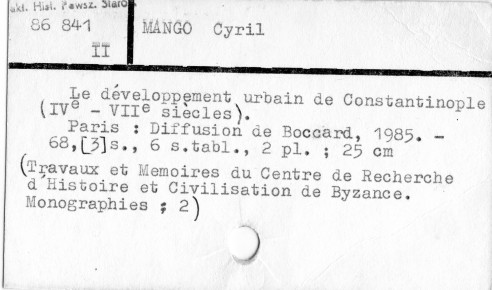 Zakł. Hist. Powsz. Staroż.
86 841
II
MANGO Cyril
Le développement urbain de Constantinople
(IVe - VIIe siècles).
Paris : Diffusion de Boccard, 1985. -
68,[3]s., 6 s.tabl., 2 pl. ; 25 cm
(Travaux et Memoires du Centre de Recherche
d'Histoire et Civilisation de Byzance.
Monographies ; 2)